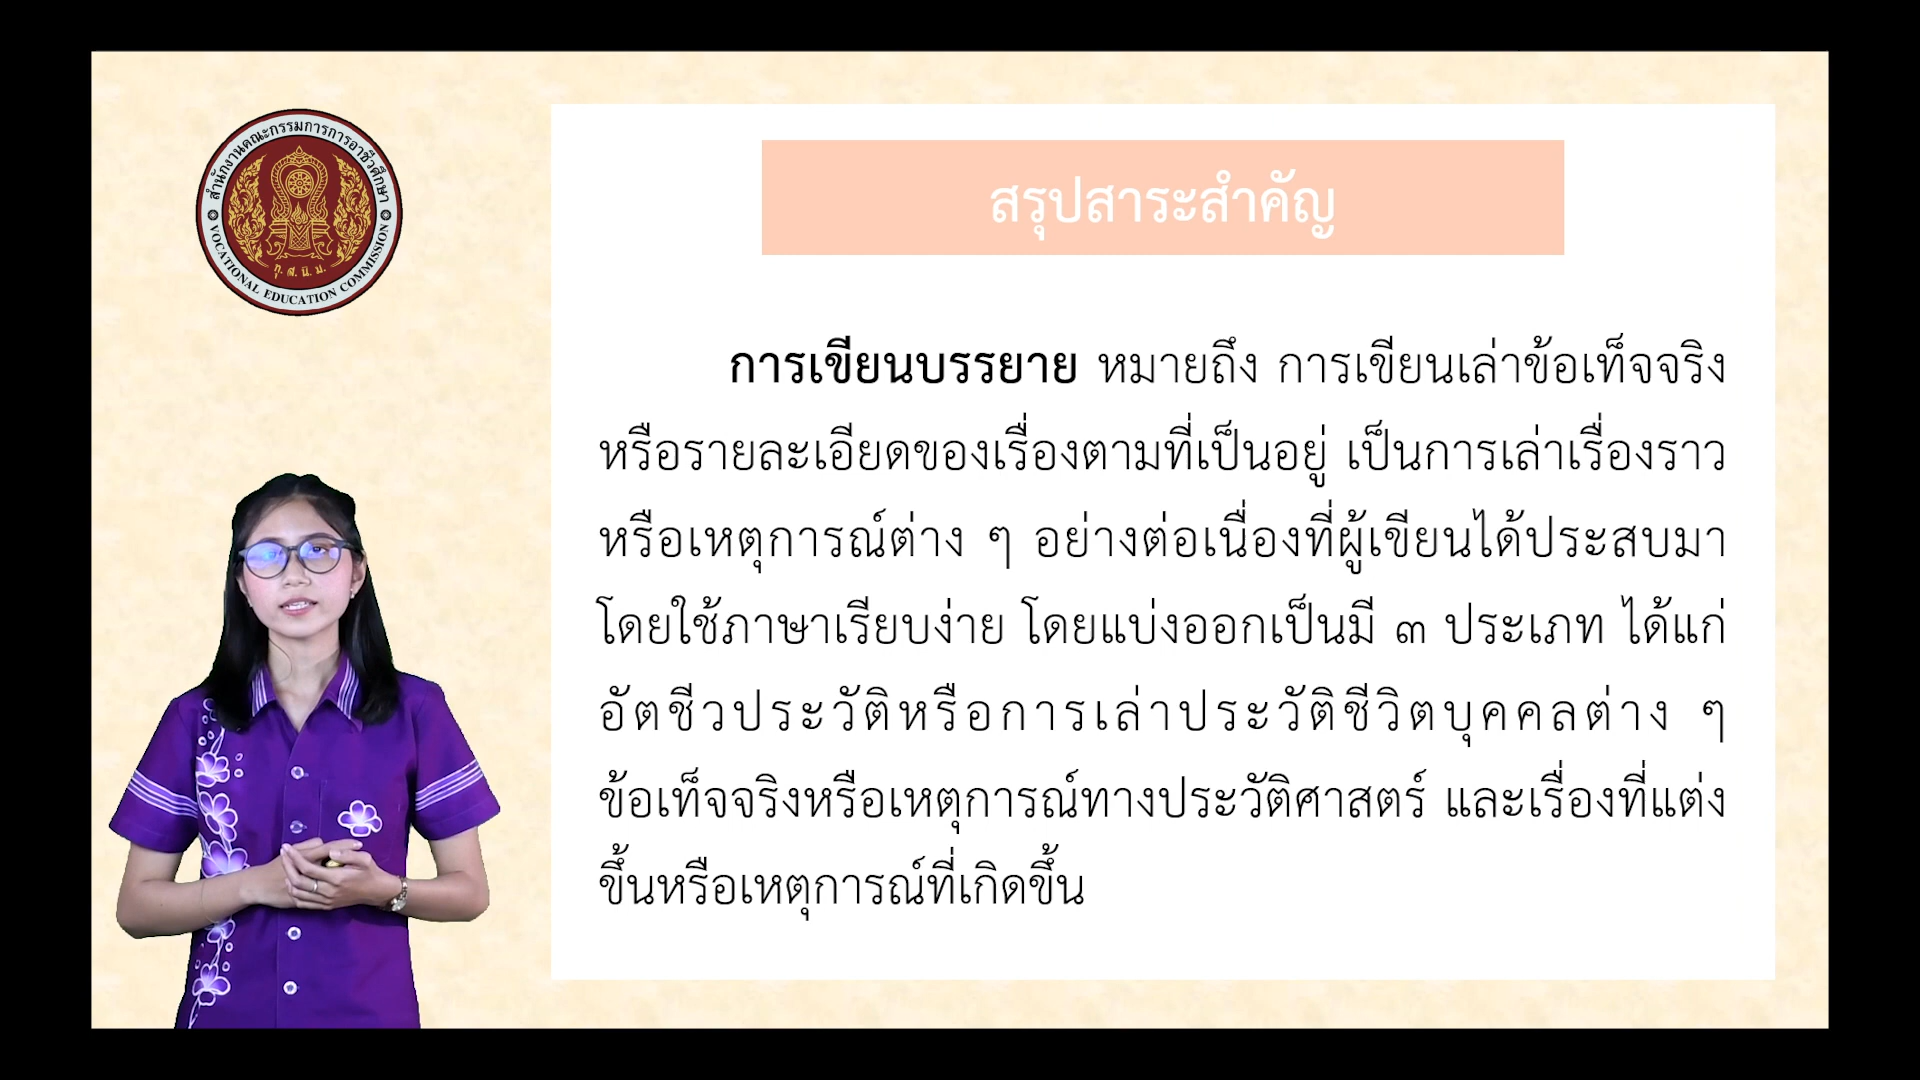 สำนักงานคณะกรรมการการอาชีวศึกษา
ทุ. ส. นิ. ม.
VOCATIONAL EDUCATION COMMISSION
สรุปสาระสำคัญ
การเขียนบรรยาย หมายถึง การเขียนเล่าข้อเท็จจริง
หรือรายละเอียดของเรื่องตามที่เป็นอยู่ เป็นการเล่าเรื่องราว
หรือเหตุการณ์ต่าง ๆ อย่างต่อเนื่องที่ผู้เขียนได้ประสบมา
โดยใช้ภาษาเรียบง่าย โดยแบ่งออกเป็นมี ๓ ประเภท ได้แก่
อัตชีวประวัติหรือการเล่าประวัติชีวิตบุคคลต่าง ๆ
ข้อเท็จจริงหรือเหตุการณ์ทางประวัติศาสตร์ และเรื่องที่แต่ง
ขึ้นหรือเหตุการณ์ที่เกิดขึ้น